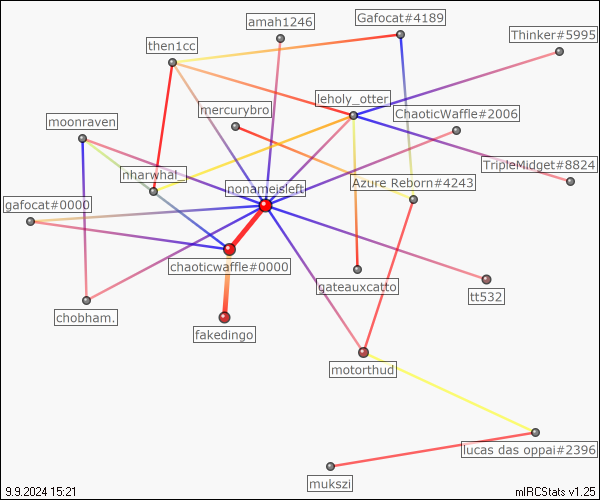 amah1246
Gafocat#4189
Thinker#5995
then1cc
leholy_otter
mercurybro
ChaoticWaffle#2006
moonraven
TripleMidget#8824
nharwhal_
nonameisleft
Azure_Reborn#4243
gafocat#0000
chaoticwaffle#0000
gateauxcatto
tt532
chobham.
fakedingo
motorthud
lucas das oppai#2396
mukszi
9.9.2024 15:21
mIRCStats v1.25